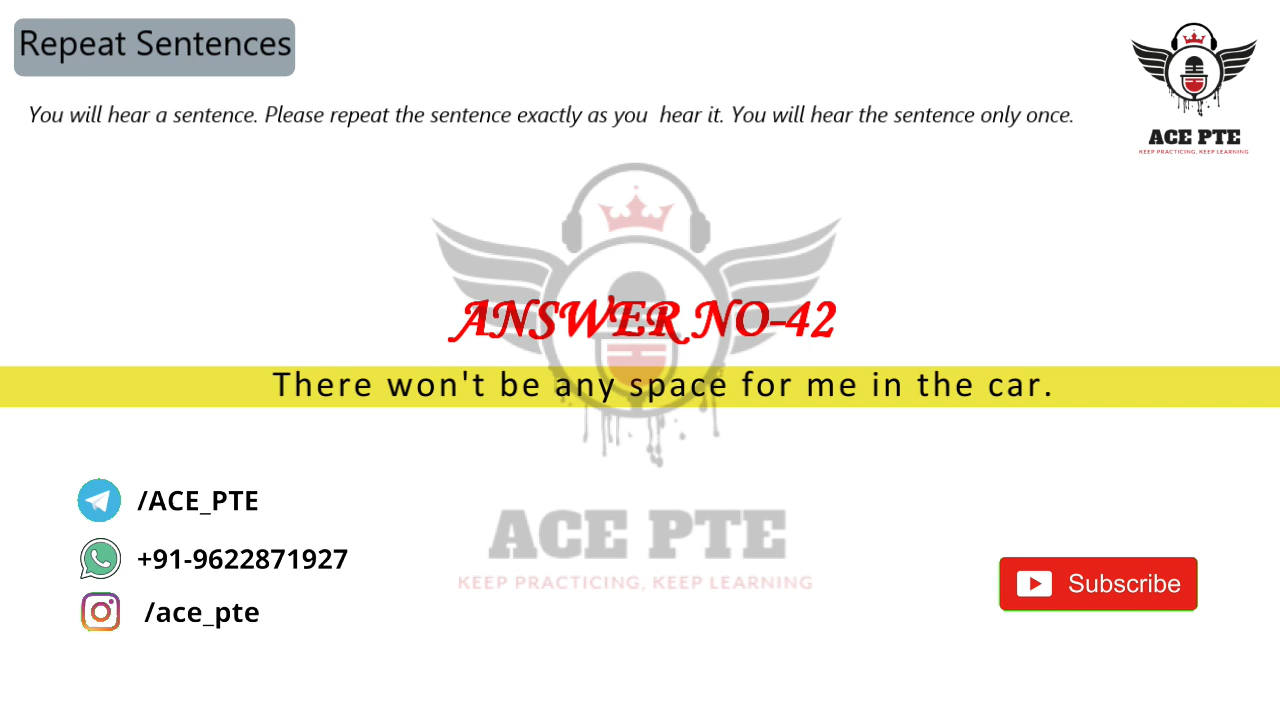 Repeat Sentences
You will hear a sentence. Please repeat the sentence exactly as you  hear it. You will hear the sentence only once.
ACE PTE
KEEP PRACTICING, KEEP LEARNING
ANSWER NO-42
There won't be any space for me in the car.
/ACE_PTE
+91-9622871927
/ace_pte
ACE PTE
KEEP PRACTICING, KEEP LEARNING
Subscribe